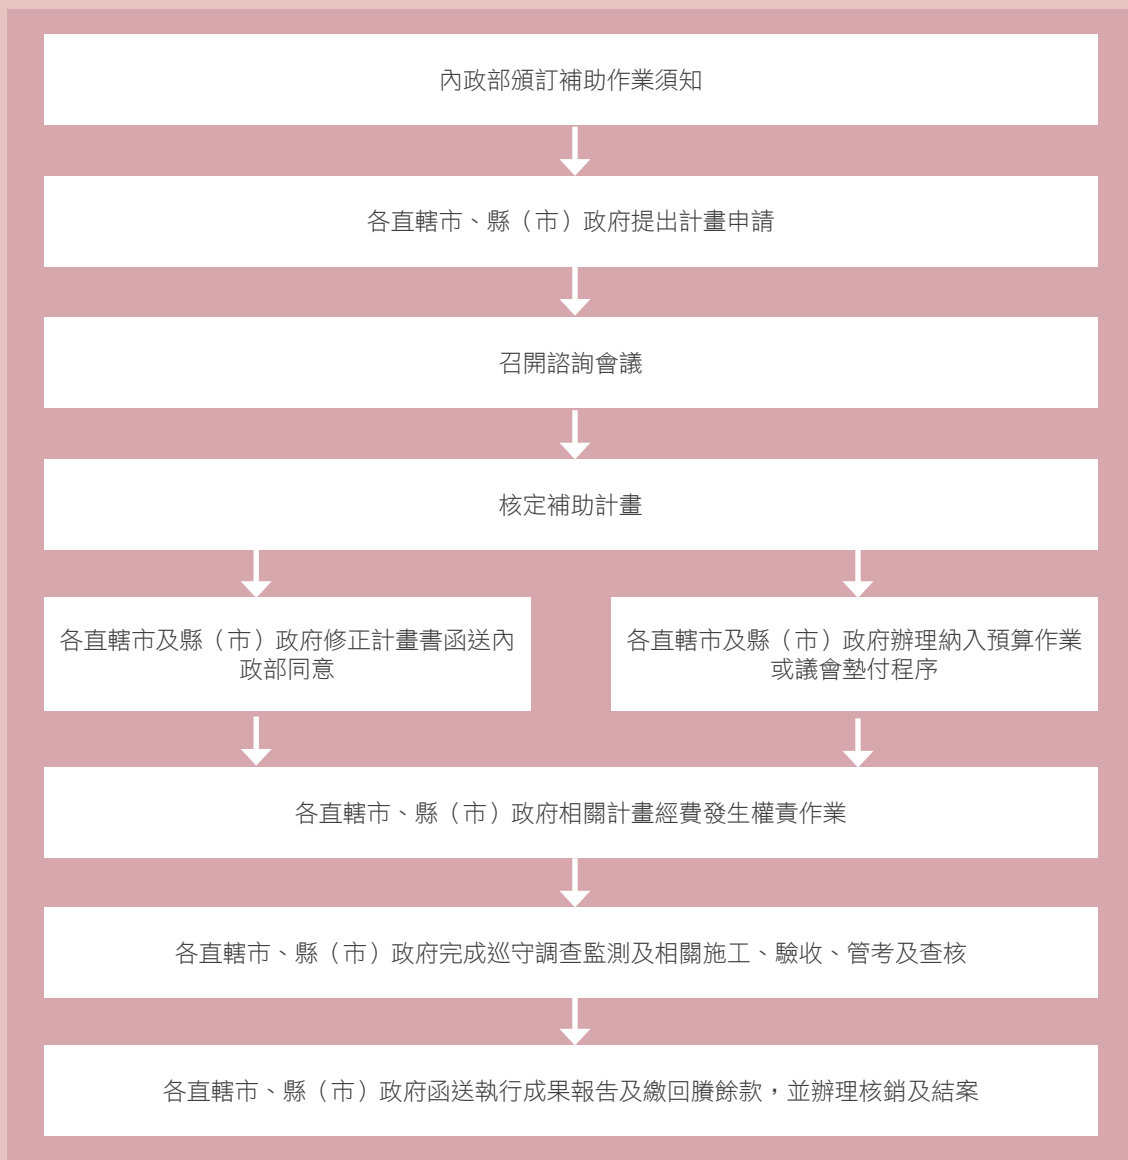 內政部頒訂補助作業須知
各直轄市、縣（市）政府提出計畫申請
召開諮詢會議
核定補助計畫
各直轄市及縣（市）政府修正計畫書函送內
政部同意
各直轄市及縣（市）政府辦理納入預算作業
或議會墊付程序
各直轄市、縣（市）政府相關計畫經費發生權責作業
各直轄市、縣（市）政府完成巡守調查監測及相關施工、驗收、管考及查核
各直轄市、縣（市）政府函送執行成果報告及繳回賸餘款，並辦理核銷及結案